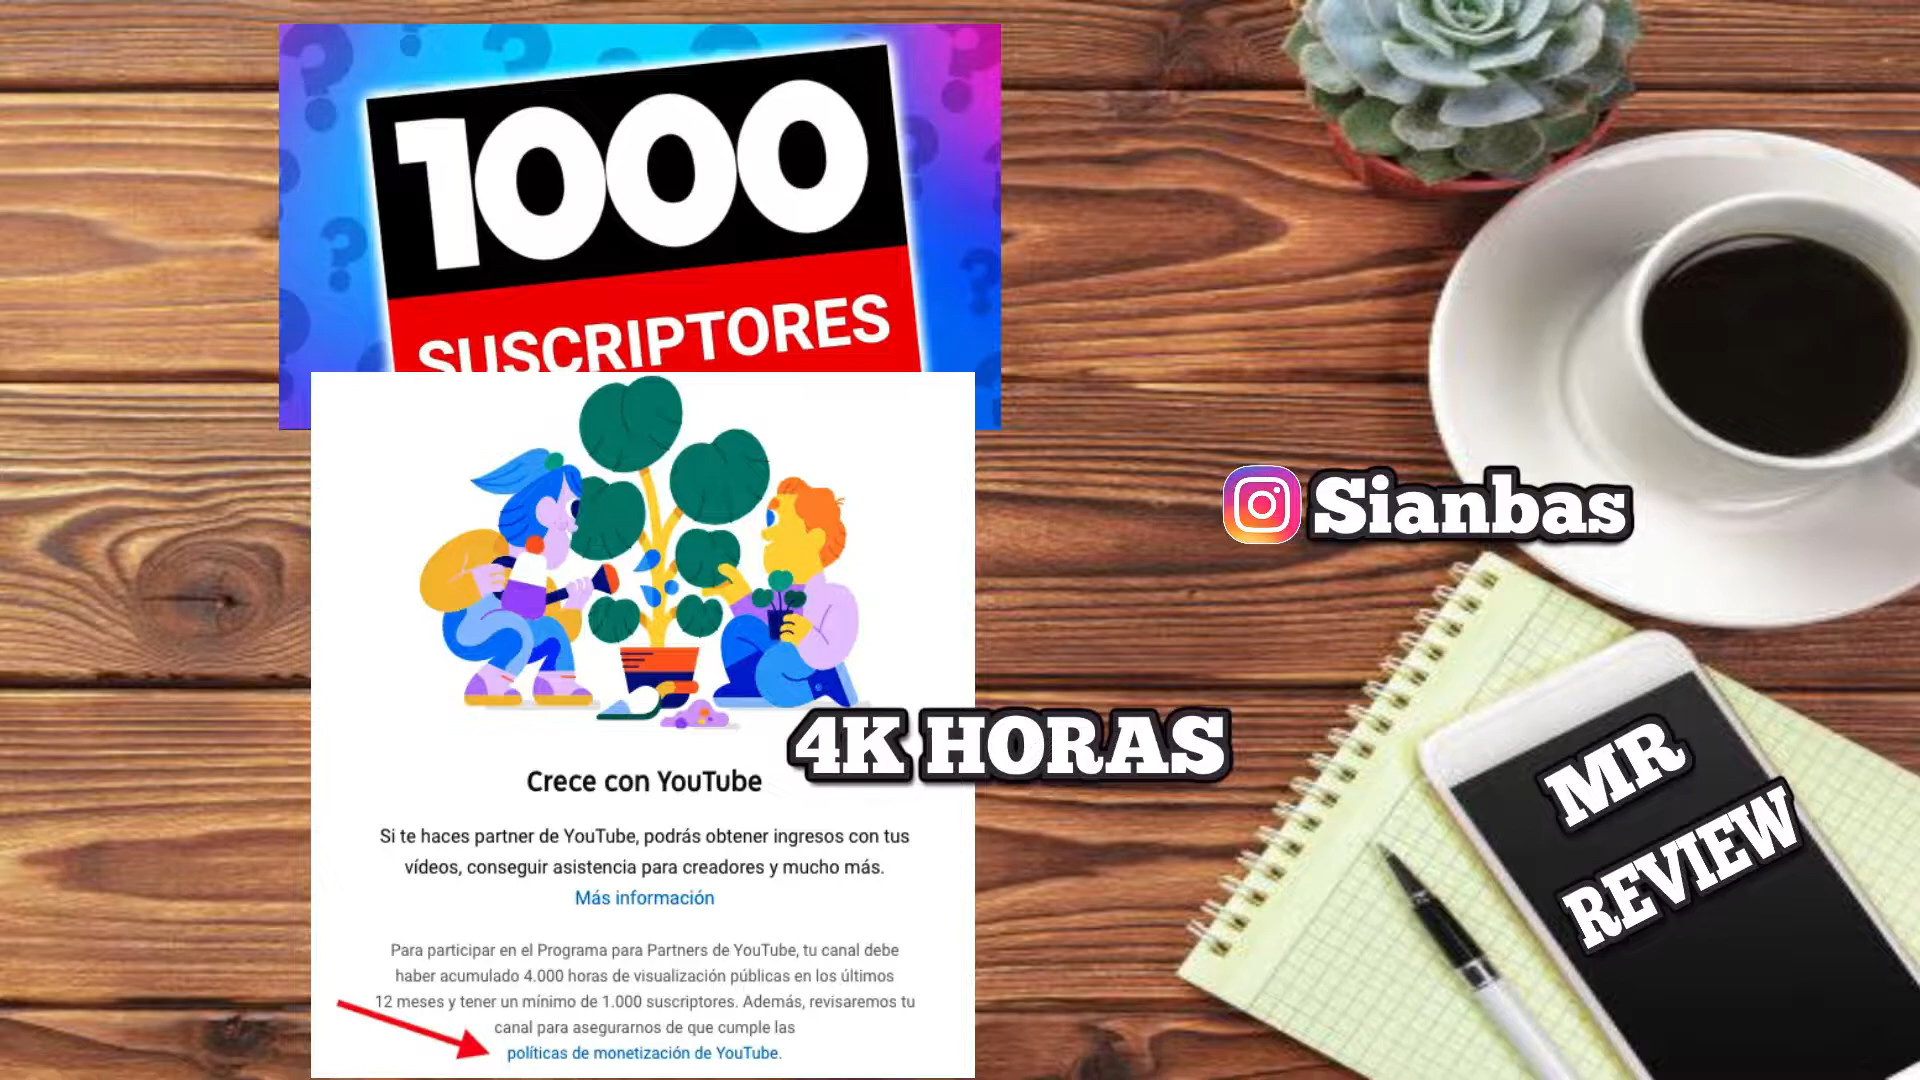 1000
SUSCRIPTORES
Sianbas
4K HORAS
Crece con YouTube
Si te haces partner de YouTube, podrás obtener ingresos con tus
vídeos, conseguir asistencia para creadores y mucho más.
Más información
Para participar en el Programa para Partners de YouTube, tu canal debe
haber acumulado 4.000 horas de visualización públicas en los últimos
12 meses y tener un mínimo de 1.000 suscriptores. Además, revisaremos tu
canal para asegurarnos de que cumple las
políticas de monetización de YouTube.
MR
REVIEW